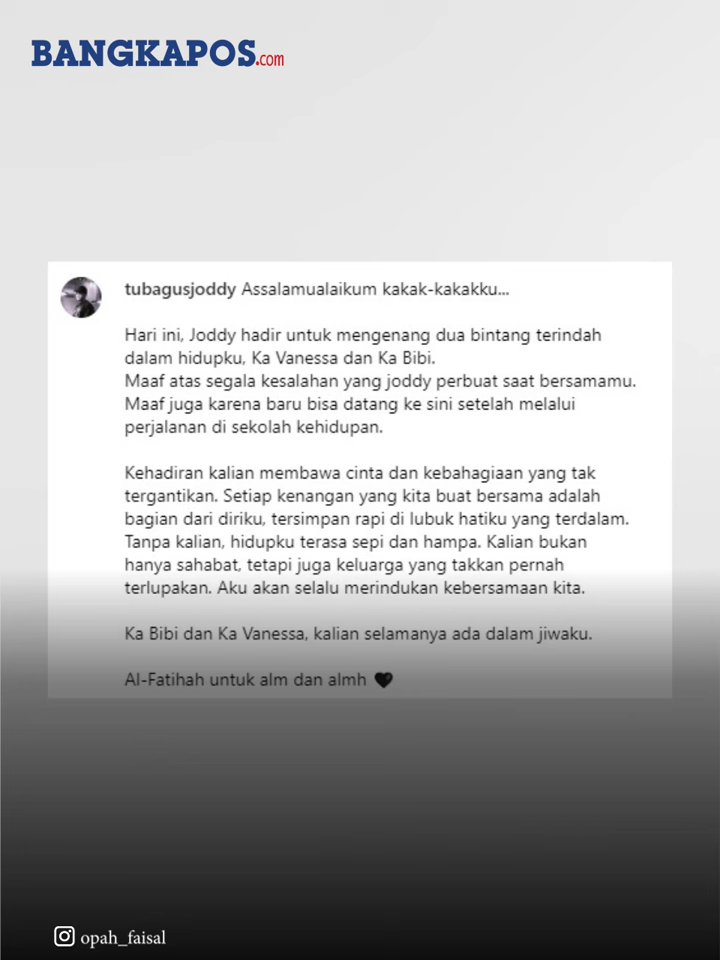 BANGKAPOS.com
tubagusjoddy Assalamualaikum kakak-kakakku...
Hari ini, Joddy hadir untuk mengenang dua bintang terindah
dalam hidupku, Ka Vanessa dan Ka Bibi.
Maaf atas segala kesalahan yang joddy perbuat saat bersamamu.
Maaf juga karena baru bisa datang ke sini setelah melalui
perjalanan di sekolah kehidupan.
Kehadiran kalian membawa cinta dan kebahagiaan yang tak
tergantikan. Setiap kenangan yang kita buat bersama adalah
bagian dari diriku, tersimpan rapi di lubuk hatiku yang terdalam.
Tanpa kalian, hidupku terasa sepi dan hampa. Kalian bukan
hanya sahabat, tetapi juga keluarga yang takkan pernah
terlupakan. Aku akan selalu merindukan kebersamaan kita.
Ka Bibi dan Ka Vanessa, kalian selamanya ada dalam jiwaku.
Al-Fatihah untuk alm dan almh 🖤
opah_faisal